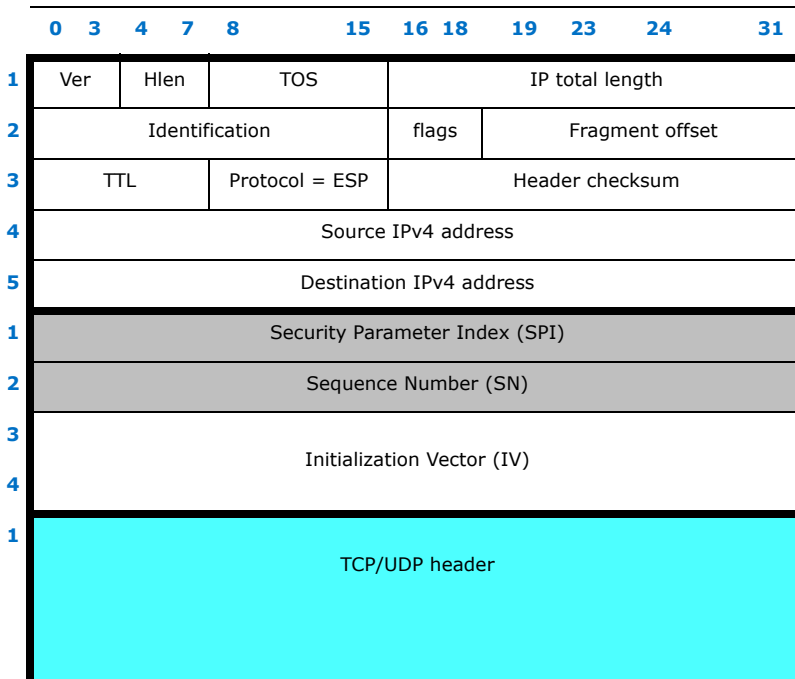 0 3 4 7 8 15 16 18 19 23 24 31
1 Ver Hlen TOS IP total length
2 Identification flags Fragment offset
3 TTL Protocol = ESP Header checksum
4 Source IPv4 address
5 Destination IPv4 address
1 Security Parameter Index (SPI)
2 Sequence Number (SN)
3
Initialization Vector (IV)
4
1
TCP/UDP header